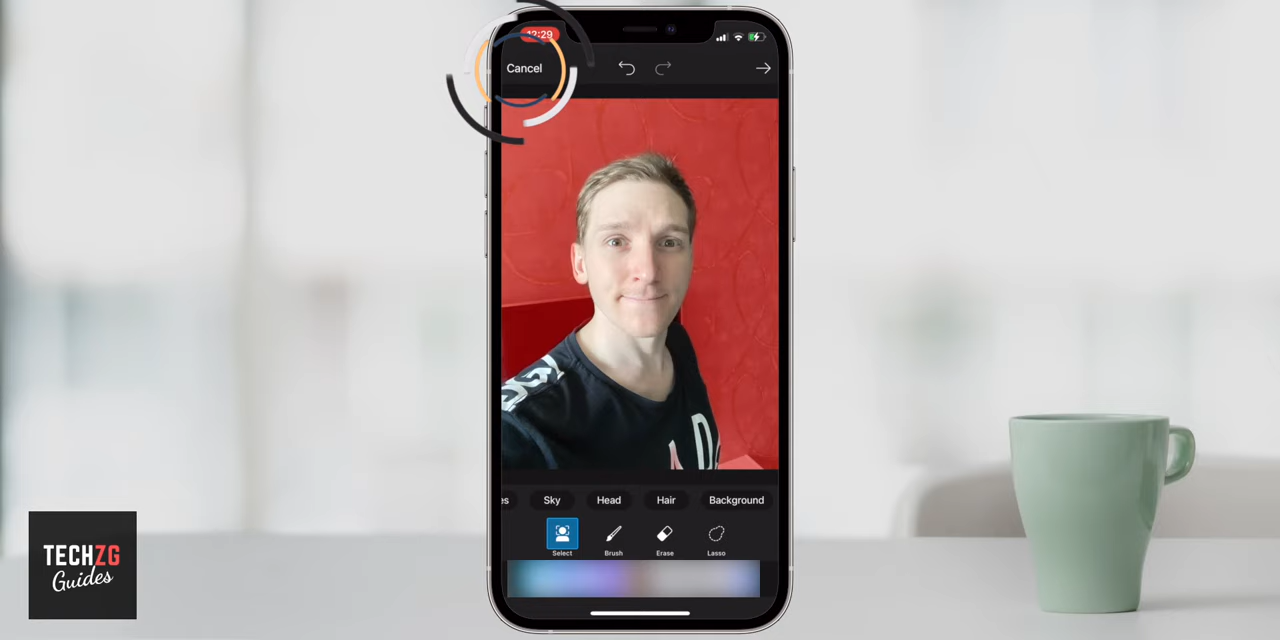 12:29
Cancel
es
Sky
Head
Hair
Background
Select
Brush
Erase
Lasso
TECHZG
Guides